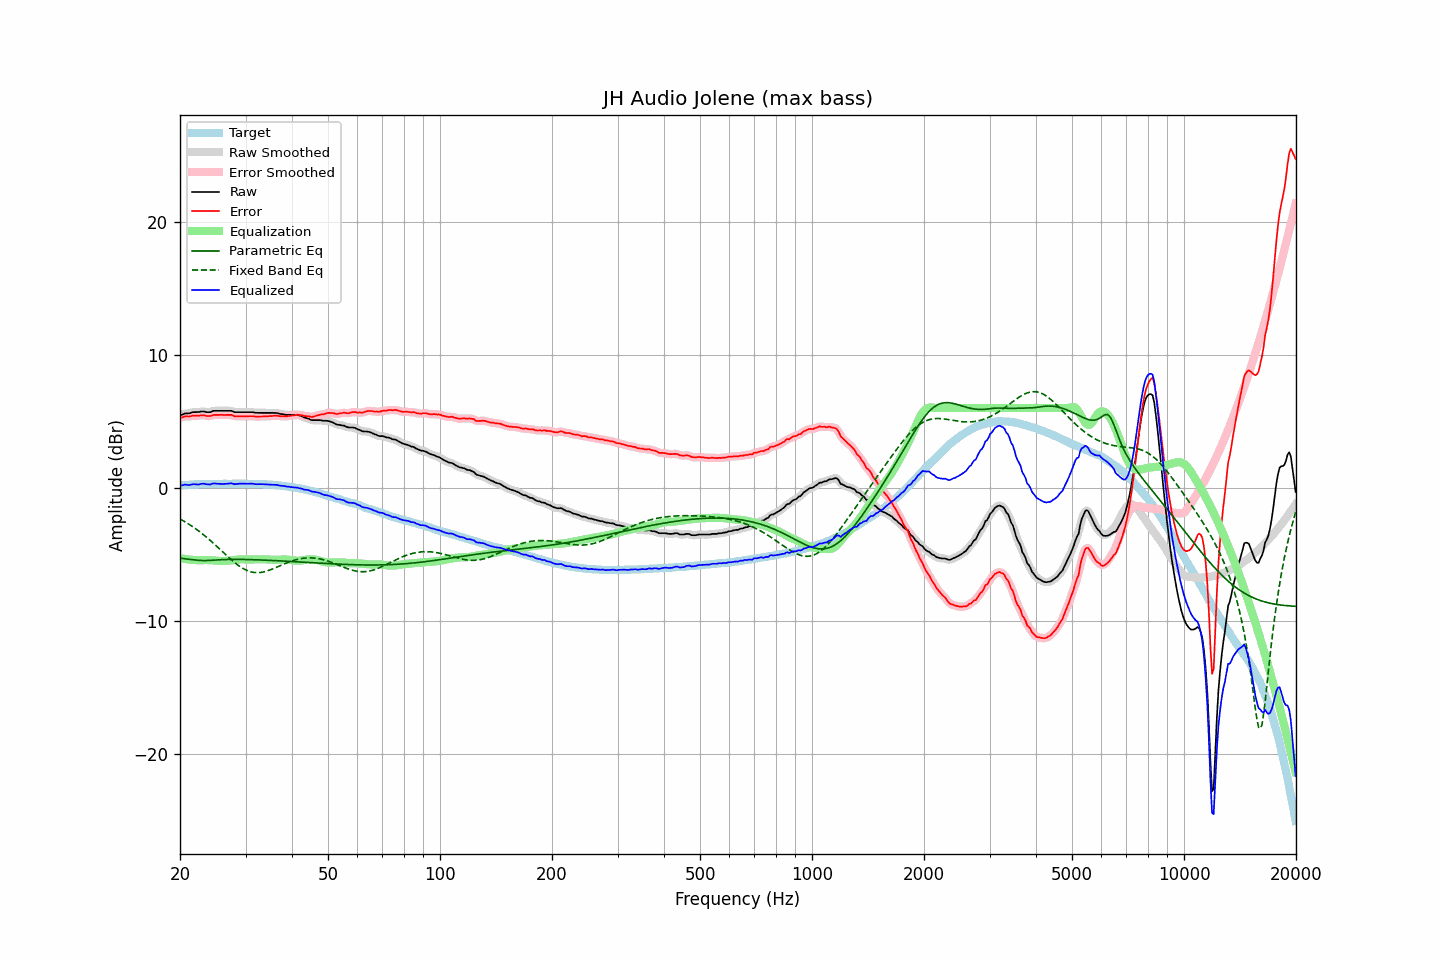 JH Audio Jolene (max bass)
Target
Raw Smoothed
Error Smoothed
Raw
Error
Equalization
Parametric Eq
Fixed Band Eq
Equalized
Amplitude (dBr)
20
10
0
−10
−20
20 50 100 200 500 1000 2000 5000 10000 20000
Frequency (Hz)